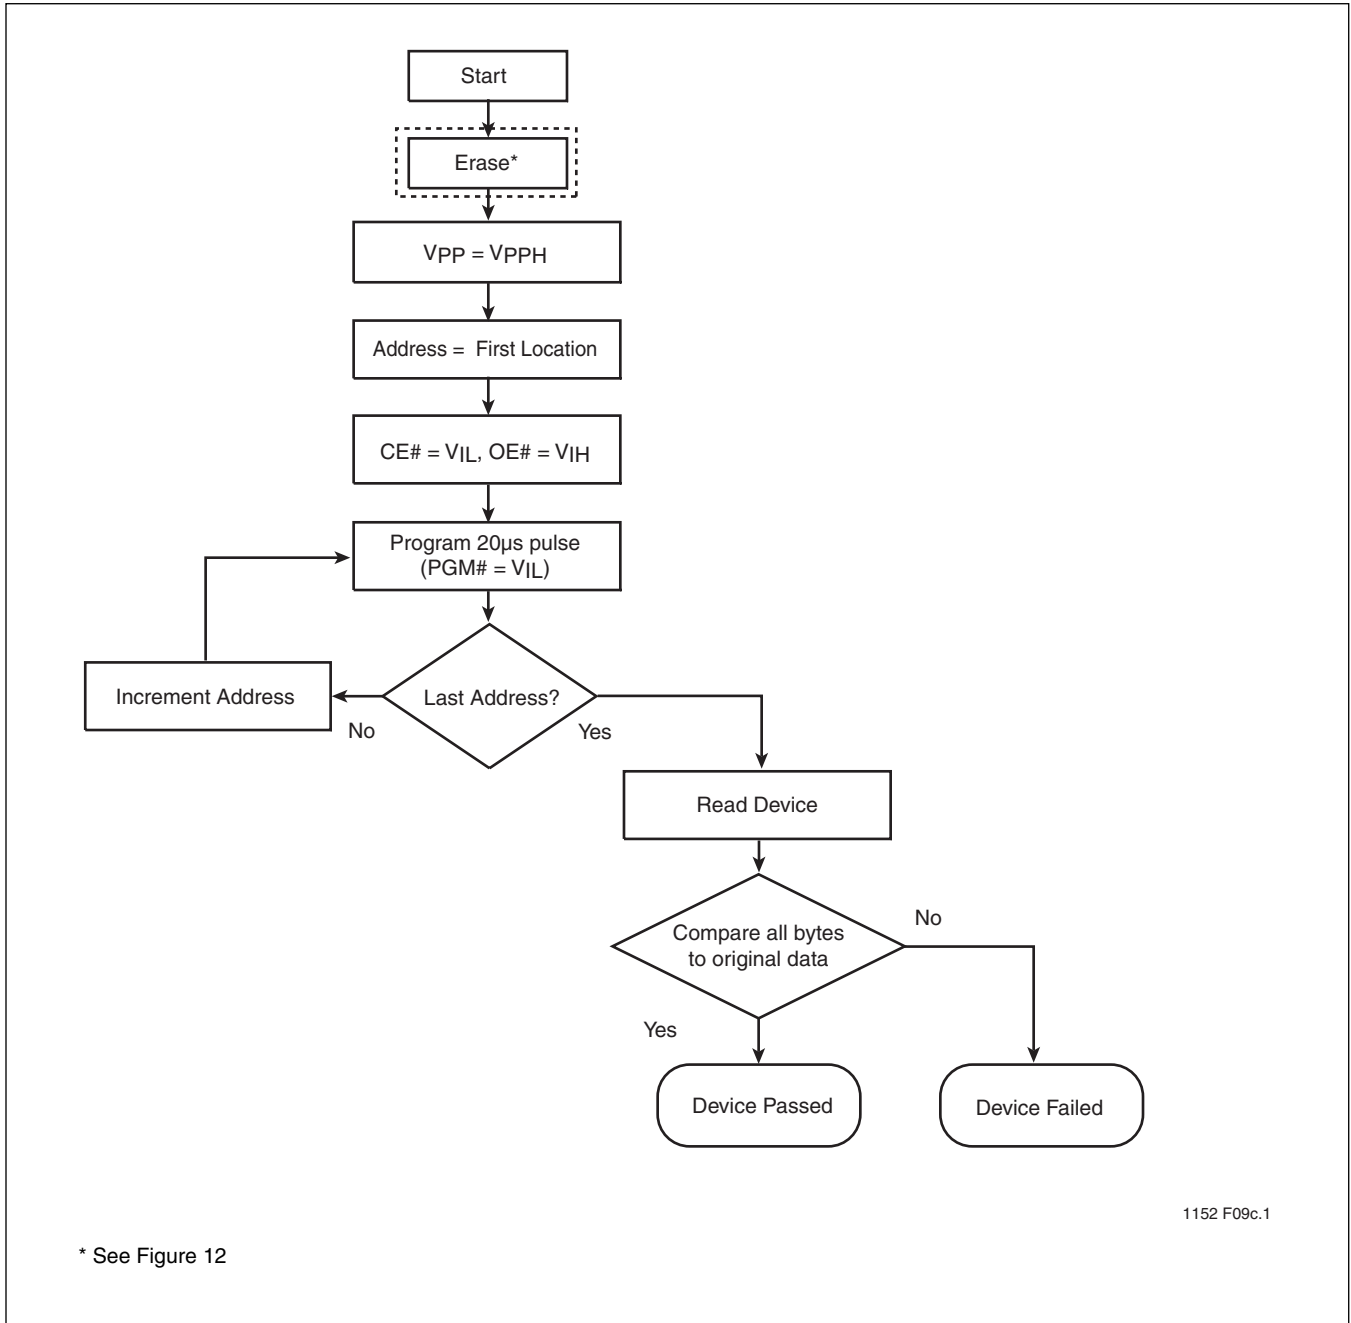 Start
Erase*
VPP = VPPH
Address = First Location
CE# = VIL, OE# = VIH
Program 20µs pulse
(PGM# = VIL)
Increment Address
Last Address?
No
Yes
Read Device
Compare all bytes
to original data
No
Yes
Device Passed
Device Failed
1152 F09c.1
* See Figure 12